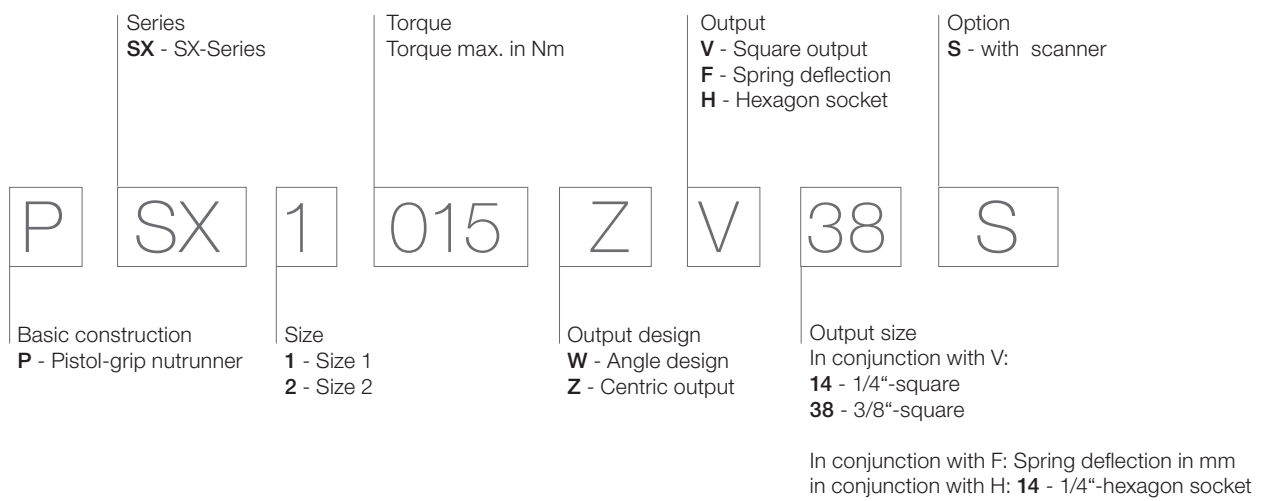 Series
SX - SX-Series
Torque
Torque max. in Nm
Output
V - Square output
F - Spring deflection
H - Hexagon socket
Option
S - with scanner
P SX 1 015 Z V 38 S
Basic construction
P - Pistol-grip nutrunner
Size
1 - Size 1
2 - Size 2
Output design
W - Angle design
Z - Centric output
Output size
In conjunction with V:
14 - 1/4“-square
38 - 3/8“-square
In conjunction with F: Spring deflection in mm
in conjunction with H: 14 - 1/4“-hexagon socket